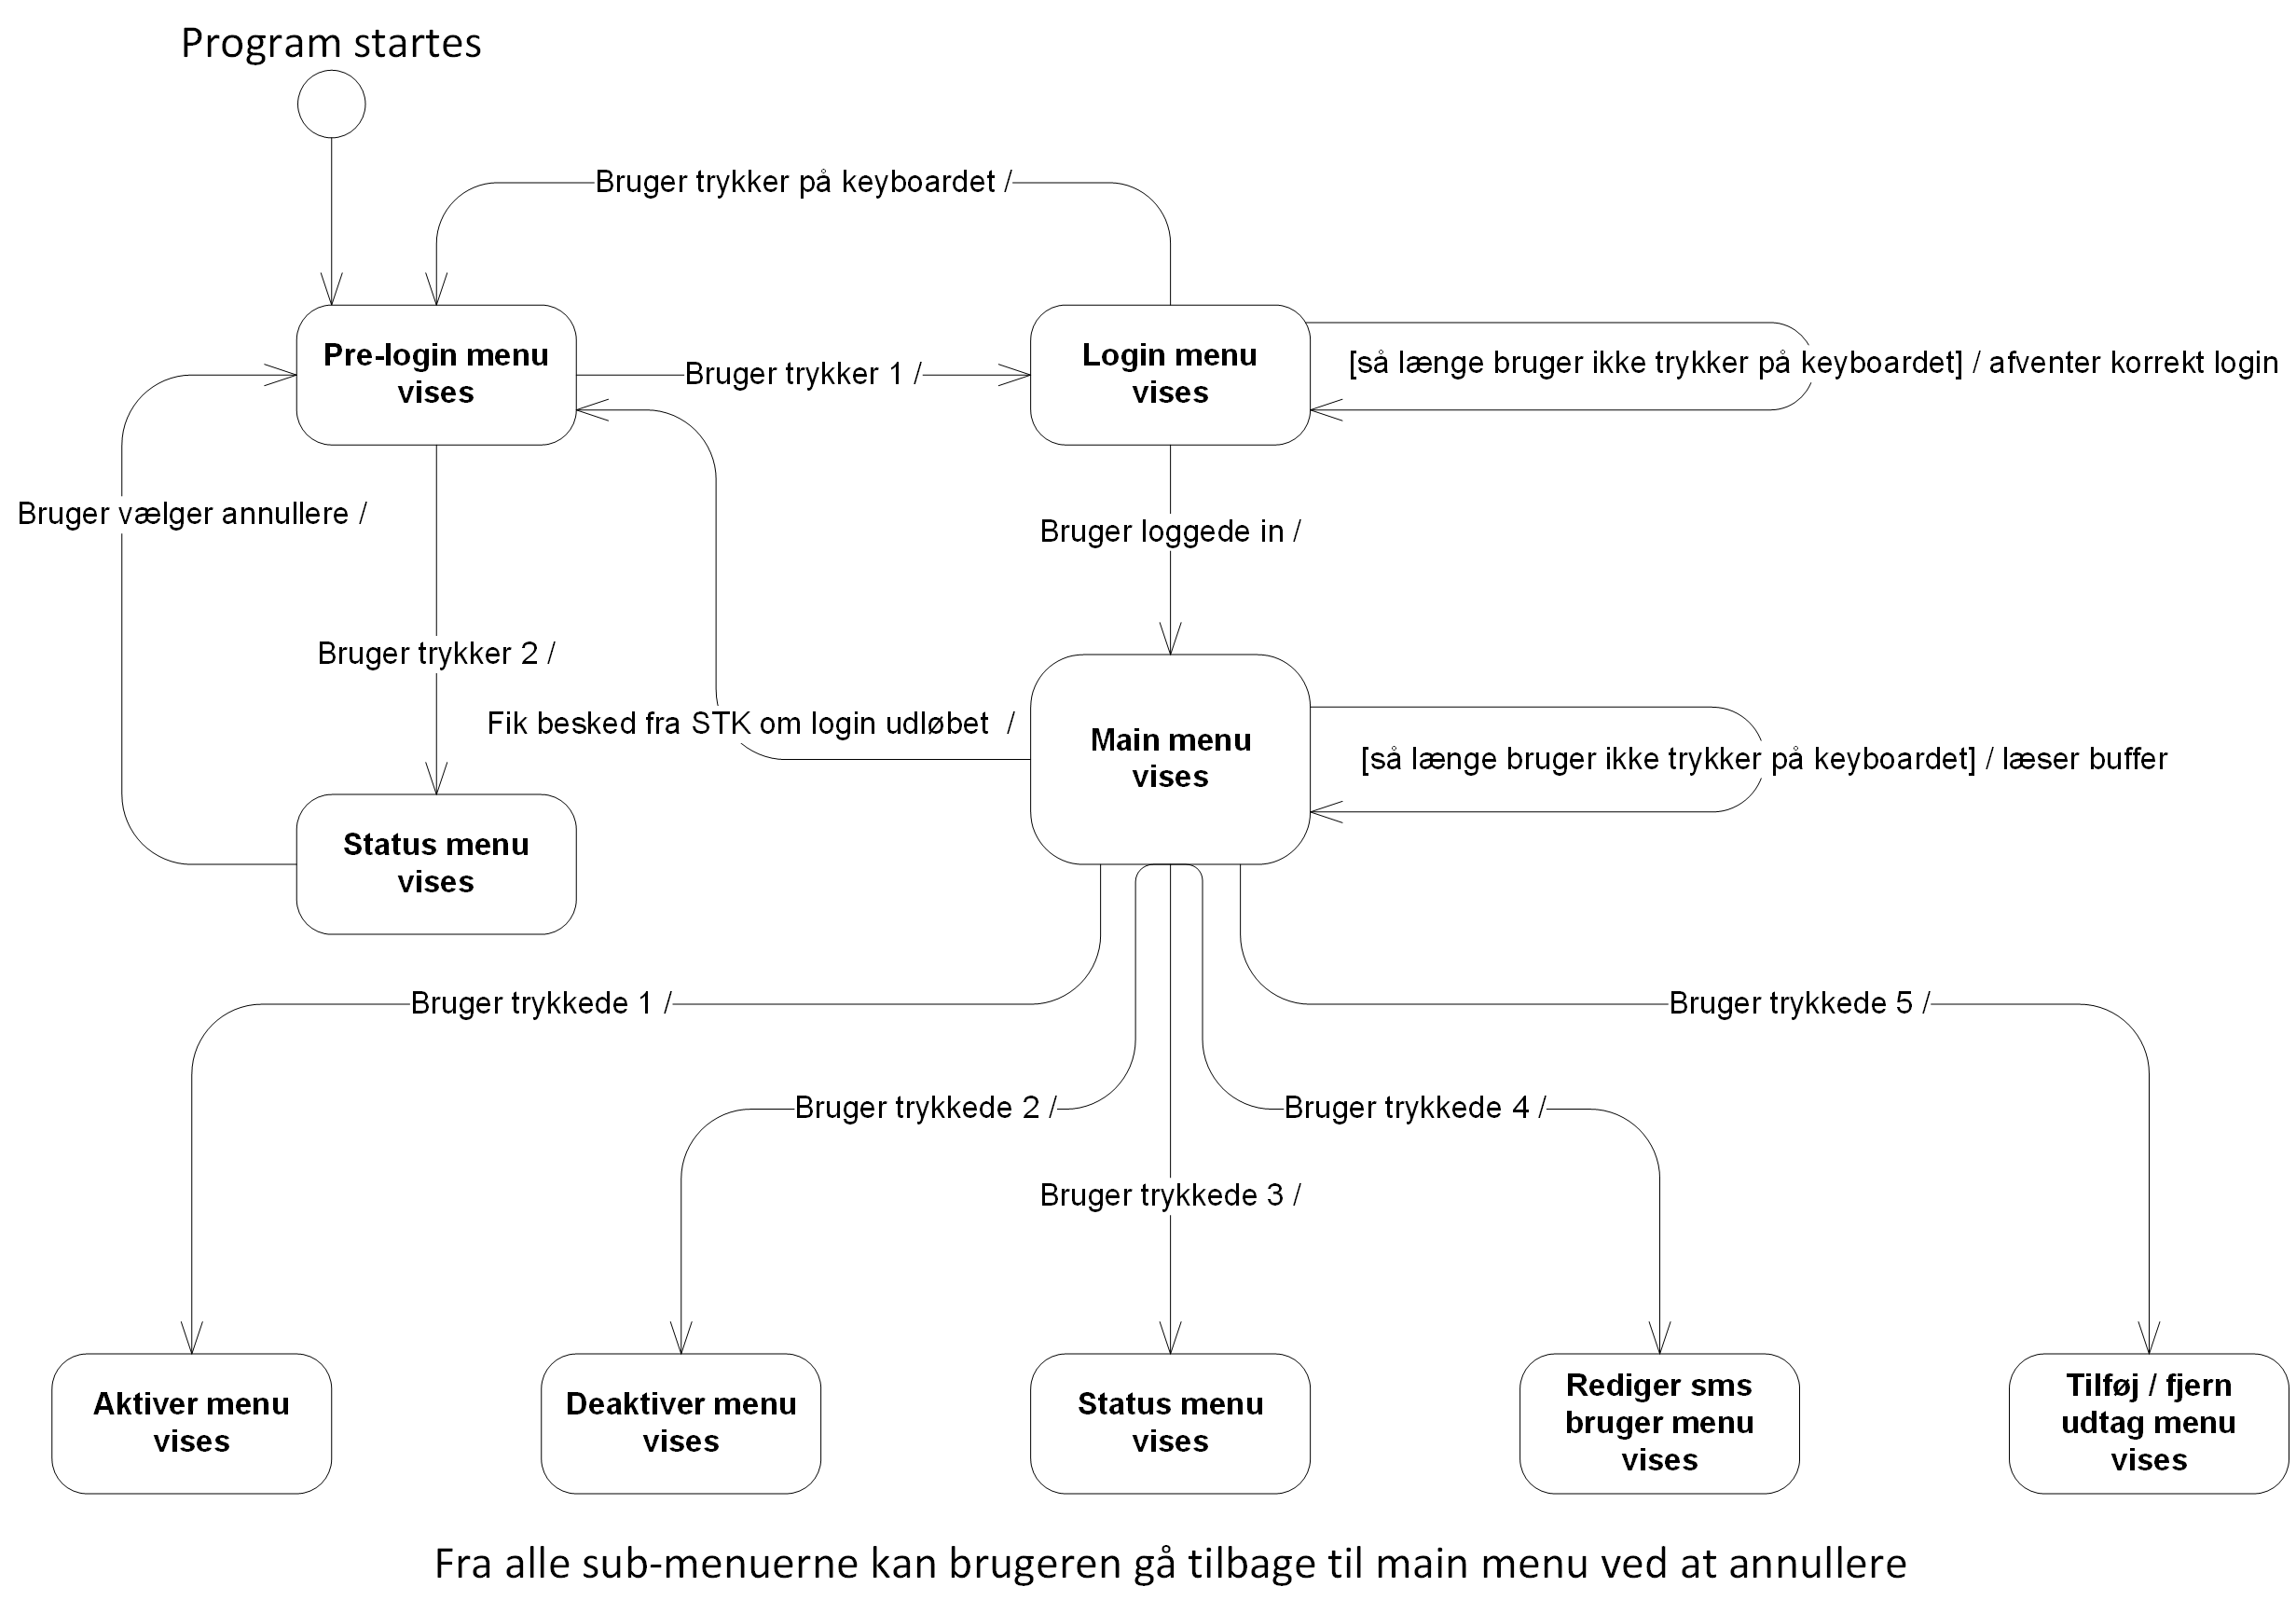 Program startes
Bruger trykker på keyboardet /
Pre-login menu
vises
Bruger trykker 1 /
Login menu
vises
[så længe bruger ikke trykker på keyboardet] / afventer korrekt login
Bruger vælger annullere /
Bruger loggede in /
Bruger trykker 2 /
Fik besked fra STK om login udløbet /
Main menu
vises
[så længe bruger ikke trykker på keyboardet] / læser buffer
Status menu
vises
Bruger trykkede 1 /
Bruger trykkede 5 /
Bruger trykkede 2 /
Bruger trykkede 4 /
Bruger trykkede 3 /
Aktiver menu
vises
Deaktiver menu
vises
Status menu
vises
Rediger sms
bruger menu
vises
Tilføj / fjern
udtag menu
vises
Fra alle sub-menuerne kan brugeren gå tilbage til main menu ved at annullere